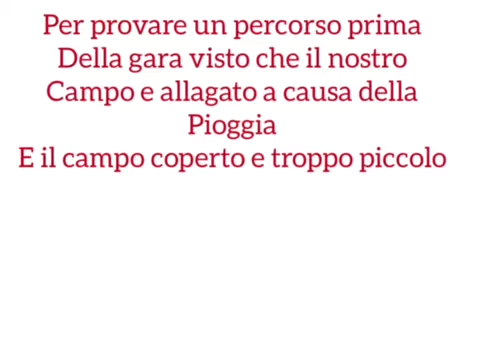 Per provare un percorso prima
Della gara visto che il nostro
Campo e allagato a causa della
Pioggia
E il campo coperto e troppo piccolo